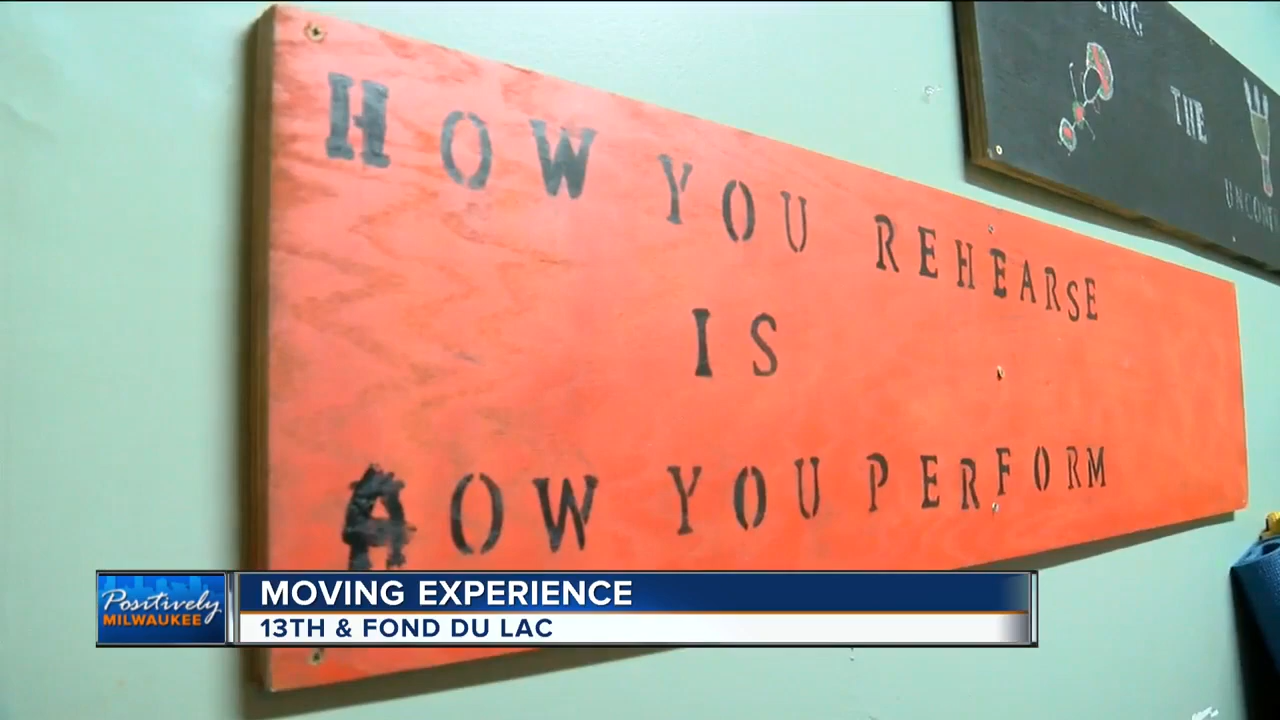 HOW YOU REHEARSE
IS
HOW YOU PERFORM
THE
Positively
MILWAUKEE
MOVING EXPERIENCE
13TH & FOND DU LAC